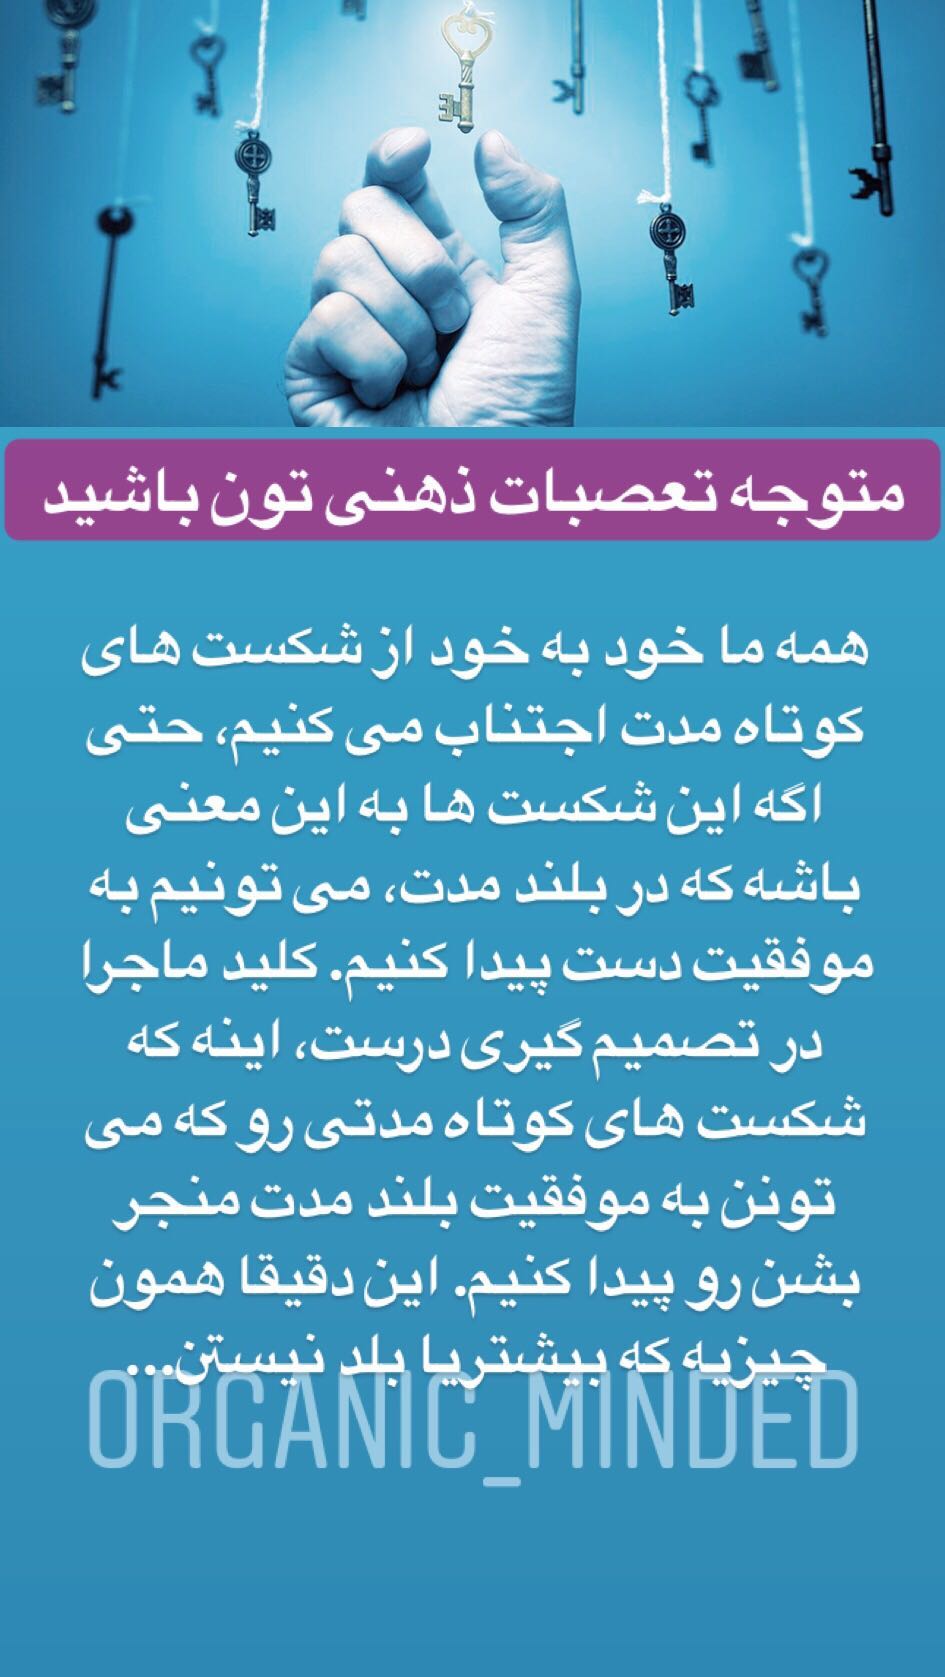 متوجه تعصبات ذهنی تون باشید
همه ما خود به خود از شکست های
کوتاه مدت اجتناب می کنیم، حتی
اگه این شکست ها به این معنی
باشه که در بلند مدت، می تونیم به
موفقیت دست پیدا کنیم. کلید ماجرا
در تصمیم گیری درست، اینه که
شکست های کوتاه مدتی رو که می
تونن به موفقیت بلند مدت منجر
بشن رو پیدا کنیم. این دقیقا همون
چیزیه که بیشتریا بلد نیستن...
ORGANIC_MINDED